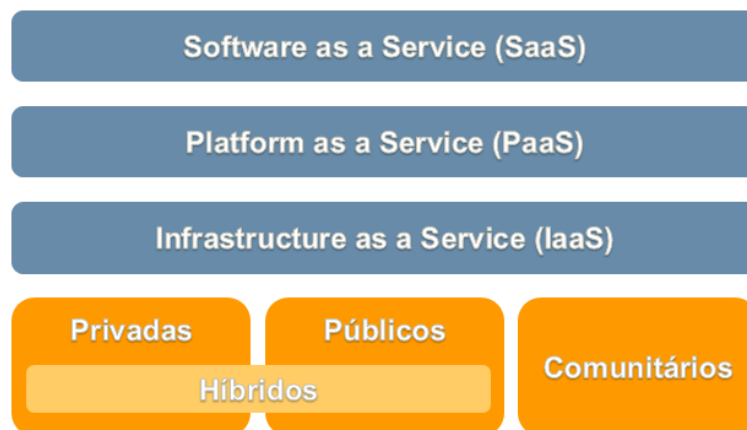 Software as a Service (SaaS)
Platform as a Service (PaaS)
Infrastructure as a Service (IaaS)
Privadas
Públicos
Híbridos
Comunitários